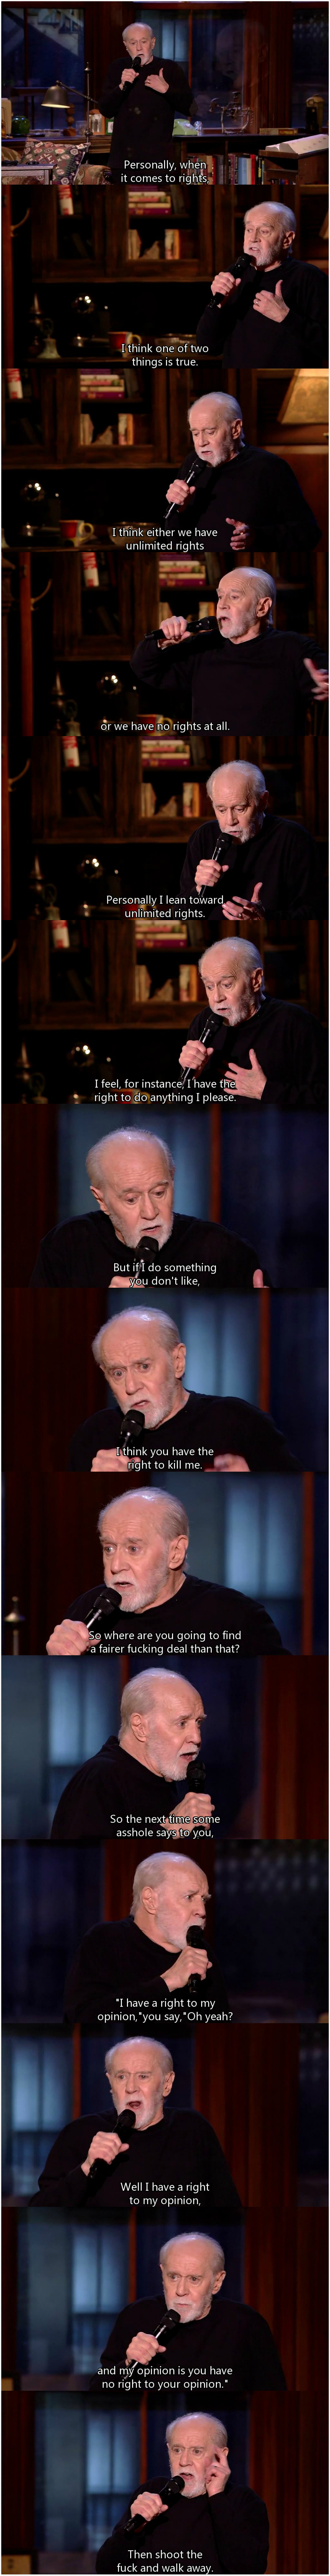 Personally, when
it comes to rights
I think one of two
things is true.
I think either we have
unlimited rights
or we have no rights at all.
Personally I lean toward
unlimited rights.
I feel, for instance, I have the
right to do anything I please.
But if I do something
you don't like,
I think you have the
right to kill me.
So where are you going to find
a fairer fucking deal than that?
So the next time some
asshole says to you,
"I have a right to my
opinion,"you say,"Oh yeah?
Well I have a right
to my opinion,
and my opinion is you have
no right to your opinion."
Then shoot the
fuck and walk away.